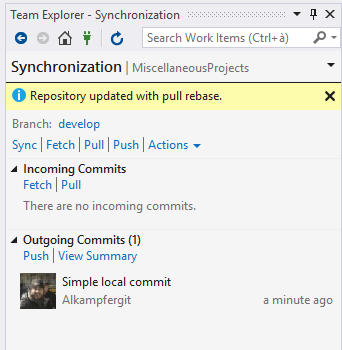 Team Explorer - Synchronization
Search Work Items (Ctrl+à)
Synchronization | MiscellaneousProjects
Repository updated with pull rebase.
Branch: develop
Sync | Fetch | Pull | Push | Actions
Incoming Commits
Fetch | Pull
There are no incoming commits.
Outgoing Commits (1)
Push | View Summary
Simple local commit
Alkampfergit a minute ago